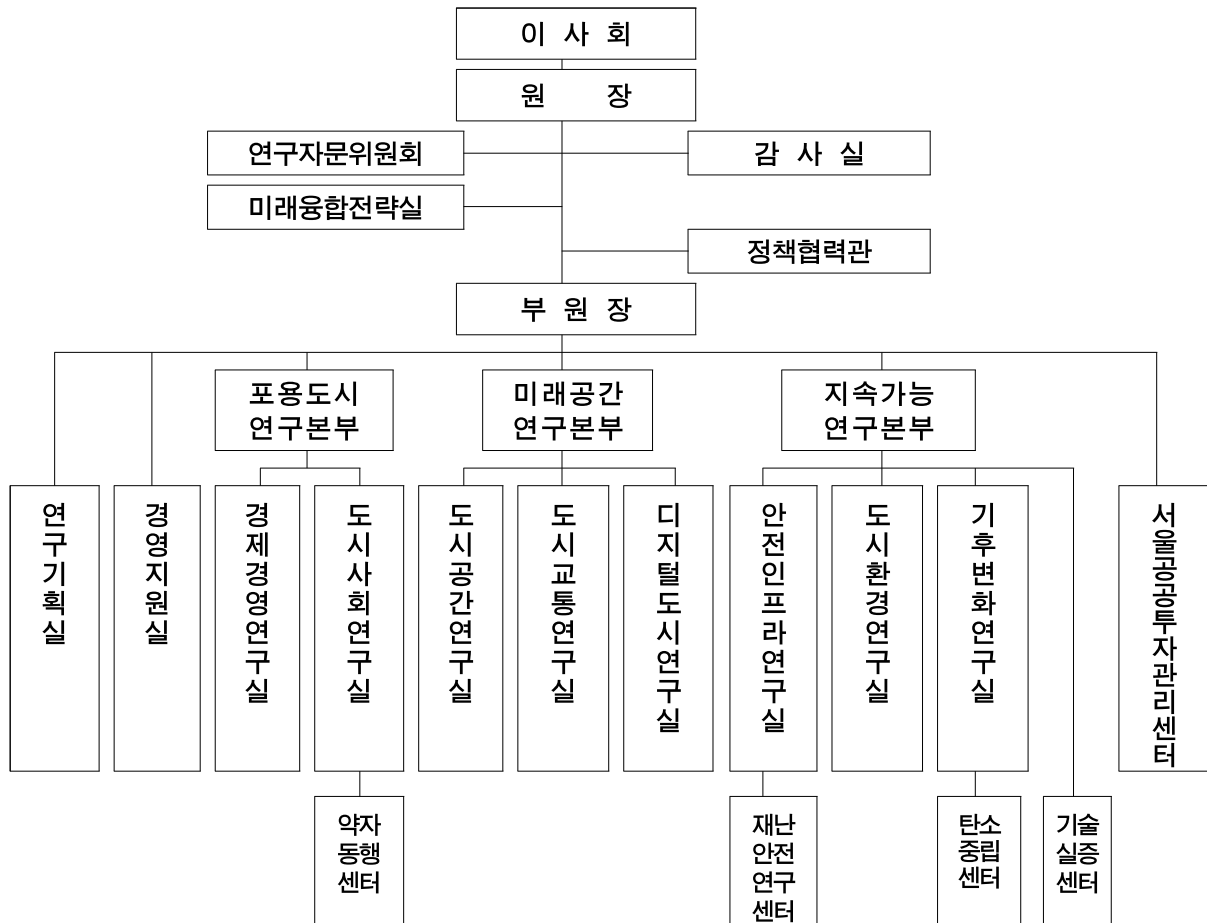 이 사 회
원 장
연구자문위원회
감 사 실
미래융합전략실
정책협력관
부 원 장
포용도시
연구본부
미래공간
연구본부
지속가능
연구본부
연구기획실
경영지원실
경제경영연구실
도시사회연구실
도시공간연구실
도시교통연구실
디지털도시연구실
안전인프라연구실
도시환경연구실
기후변화연구실
서울공공투자관리센터
약자
동행
센터
재난
안전
연구
센터
탄소
중립
센터
기술
실증
센터